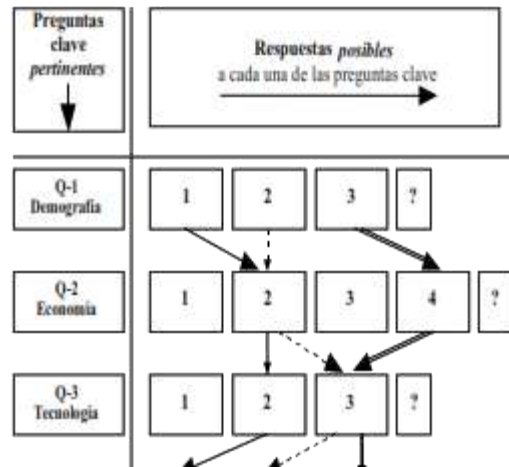 Preguntas
clave
pertinentes
Respuestas posibles
a cada una de las preguntas clave
Q-1
Demografía
1 2 3 ?
Q-2
Economía
1 2 3 4 ?
Q-3
Tecnología
1 2 3 ?